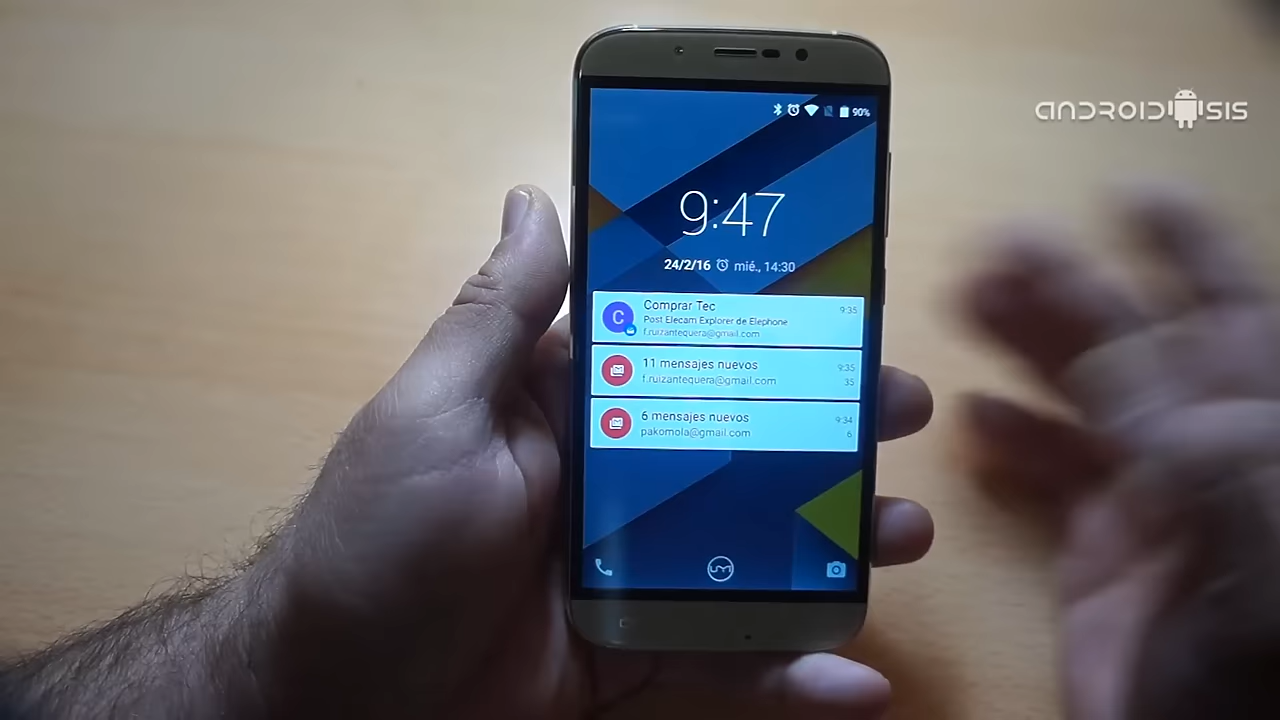 ANDROIDSIS
90%
9:47
24/2/16 mié., 14:30
Comprar Tec 9:35
Post Elecam Explorer de Elephone
f.ruizantequera@gmail.com
11 mensajes nuevos 9:35
f.ruizantequera@gmail.com 35
6 mensajes nuevos 9:34
pakomola@gmail.com 6
C
UMI